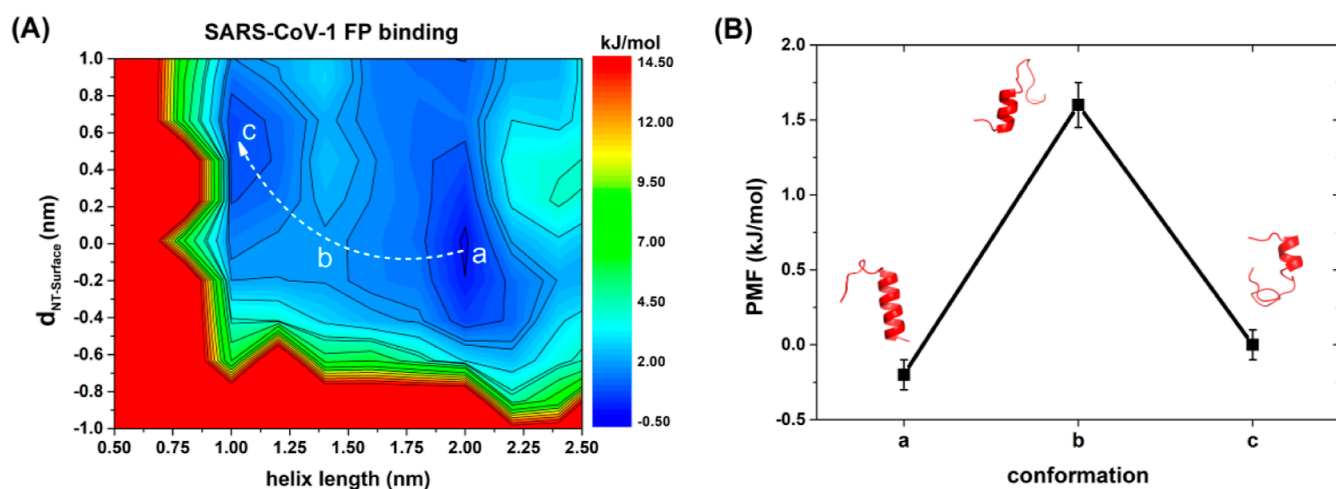 (A)
SARS-CoV-1 FP binding
kJ/mol
1.0
0.8
0.6
0.4
0.2
0.0
-0.2
-0.4
-0.6
-0.8
-1.0
d NT-Surface (nm)
c
b
a
0.50 0.75 1.00 1.25 1.50 1.75 2.00 2.25 2.50
helix length (nm)
14.50
12.00
9.50
7.00
4.50
2.00
-0.50
(B)
2.0
1.5
1.0
0.5
0.0
-0.5
PMF (kJ/mol)
a b c
conformation